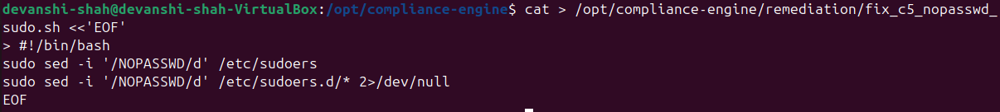 devanshi-shah@devanshi-shah-VirtualBox:/opt/compliance-engine$ cat > /opt/compliance-engine/remediation/fix_c5_nopasswd_
sudo.sh <<'EOF'
> #!/bin/bash
sudo sed -i '/NOPASSWD/d' /etc/sudoers
sudo sed -i '/NOPASSWD/d' /etc/sudoers.d/* 2>/dev/null
EOF